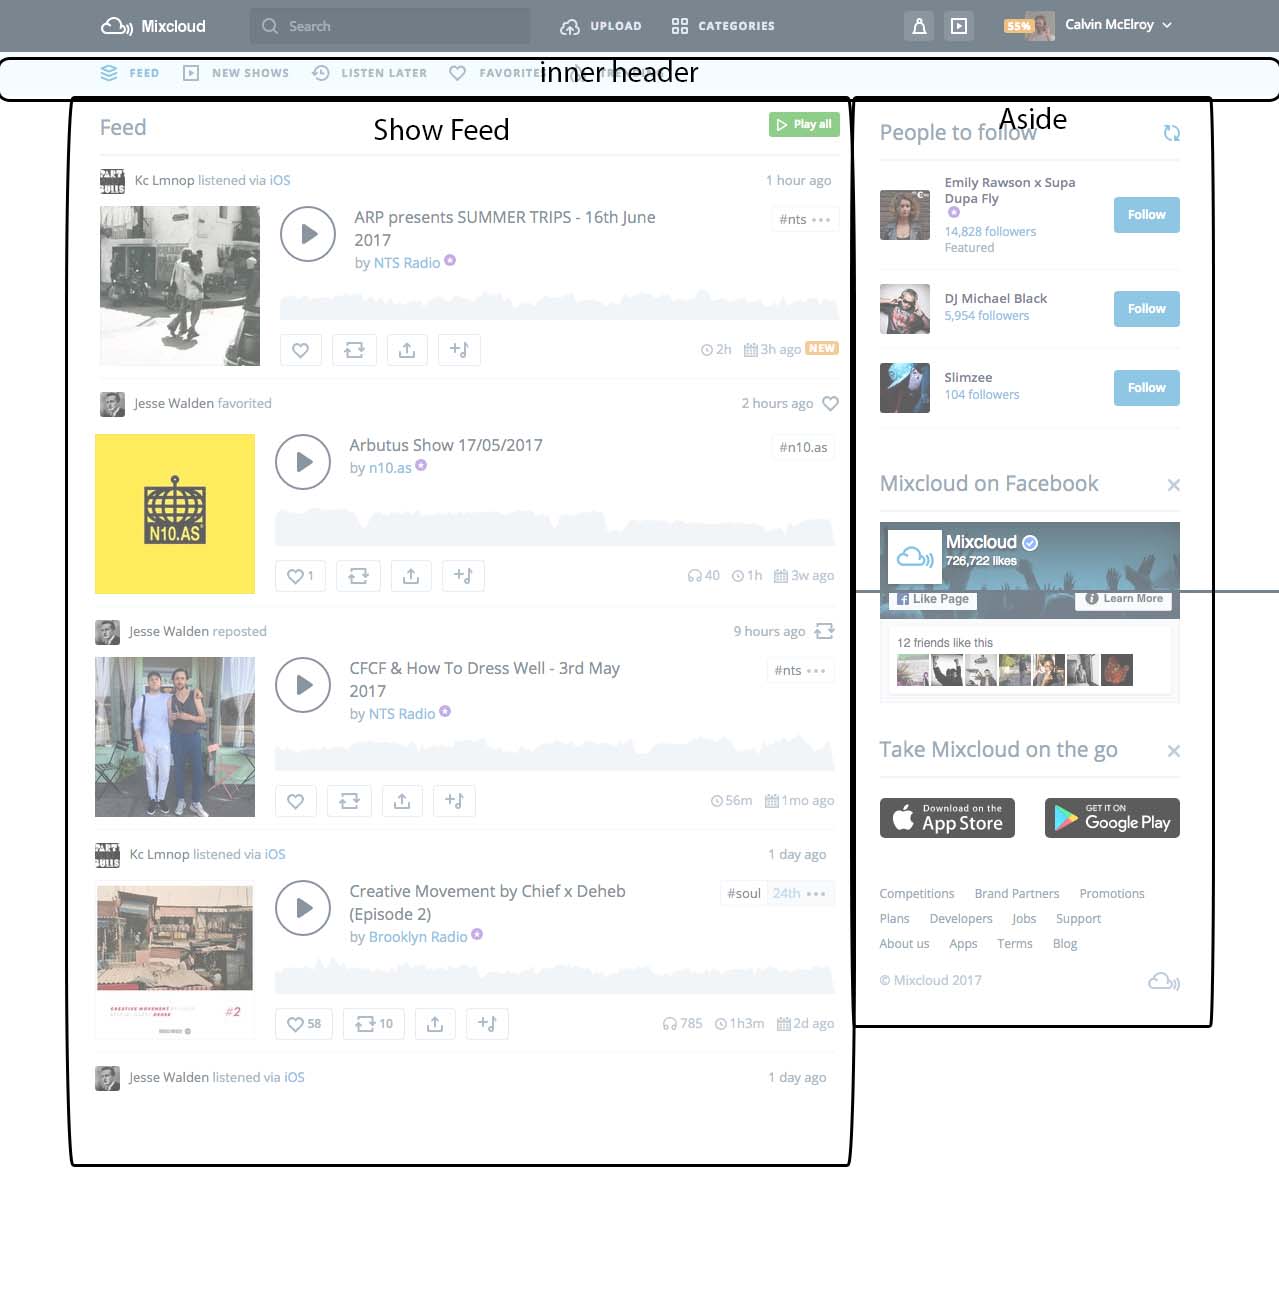 Mixcloud Search UPLOAD CATEGORIES 55% Calvin McElroy
FEED NEW SHOWS LISTEN LATER FAVORITES
inner header
Feed Show Feed Play all
Kc Lmnop listened via iOS 1 hour ago
ARP presents SUMMER TRIPS - 16th June
2017
by NTS Radio
#nts •••
2h 3h ago NEW
Jesse Walden favorited 2 hours ago
Arbutus Show 17/05/2017
by n10.as
#n10.as
N10.AS
1 40 1h 3w ago
Jesse Walden reposted 9 hours ago
CFCF & How To Dress Well - 3rd May
2017
by NTS Radio
#nts •••
56m 1mo ago
Kc Lmnop listened via iOS 1 day ago
Creative Movement by Chief x Deheb
(Episode 2)
by Brooklyn Radio
#soul 24th •••
CREATIVE MOVEMENT
#2
58 10 785 1h3m 2d ago
Jesse Walden listened via iOS 1 day ago
Aside
People to follow
Emily Rawson x Supa
Dupa Fly
14,828 followers
Featured
Follow
DJ Michael Black
5,954 followers
Follow
Slimzee
104 followers
Follow
Mixcloud on Facebook
Mixcloud
726,722 likes
Like Page Learn More
12 friends like this
Take Mixcloud on the go
Download on the
App Store
GET IT ON
Google Play
Competitions Brand Partners Promotions
Plans Developers Jobs Support
About us Apps Terms Blog
© Mixcloud 2017